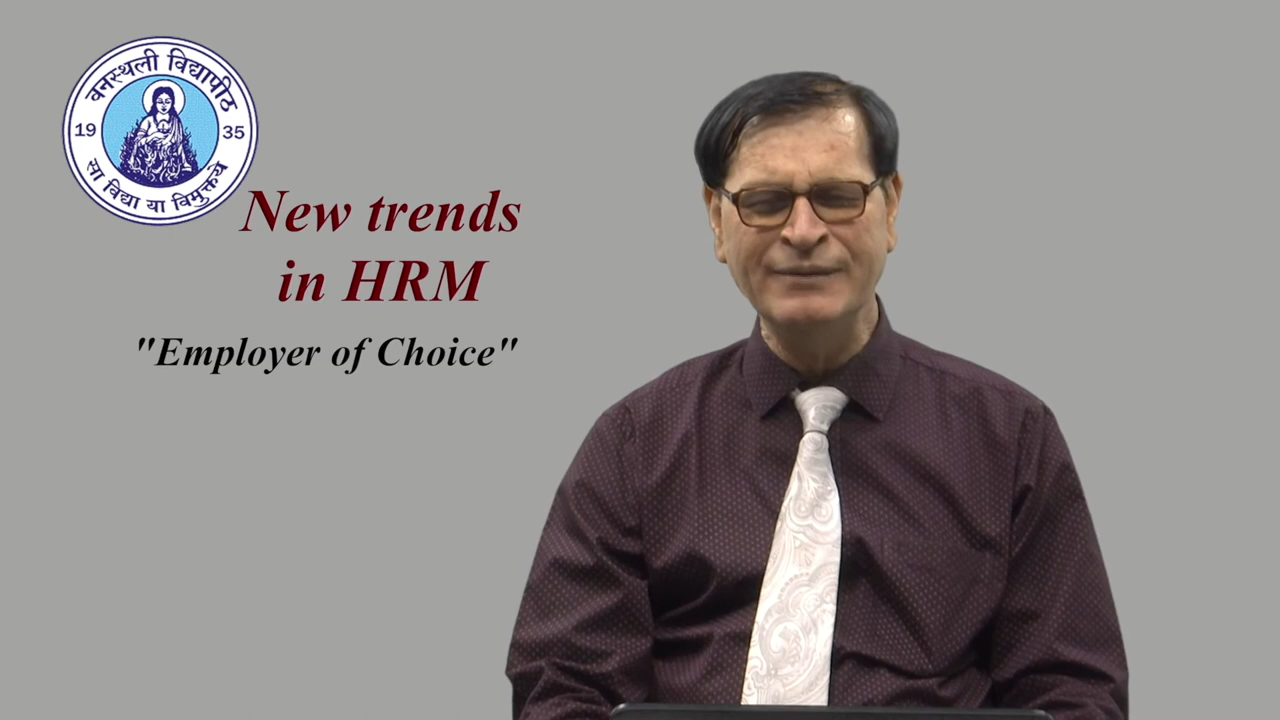 वनस्थली विद्यापीठ
19 35
सा विद्या या विमुक्तये
New trends
in HRM
"Employer of Choice"